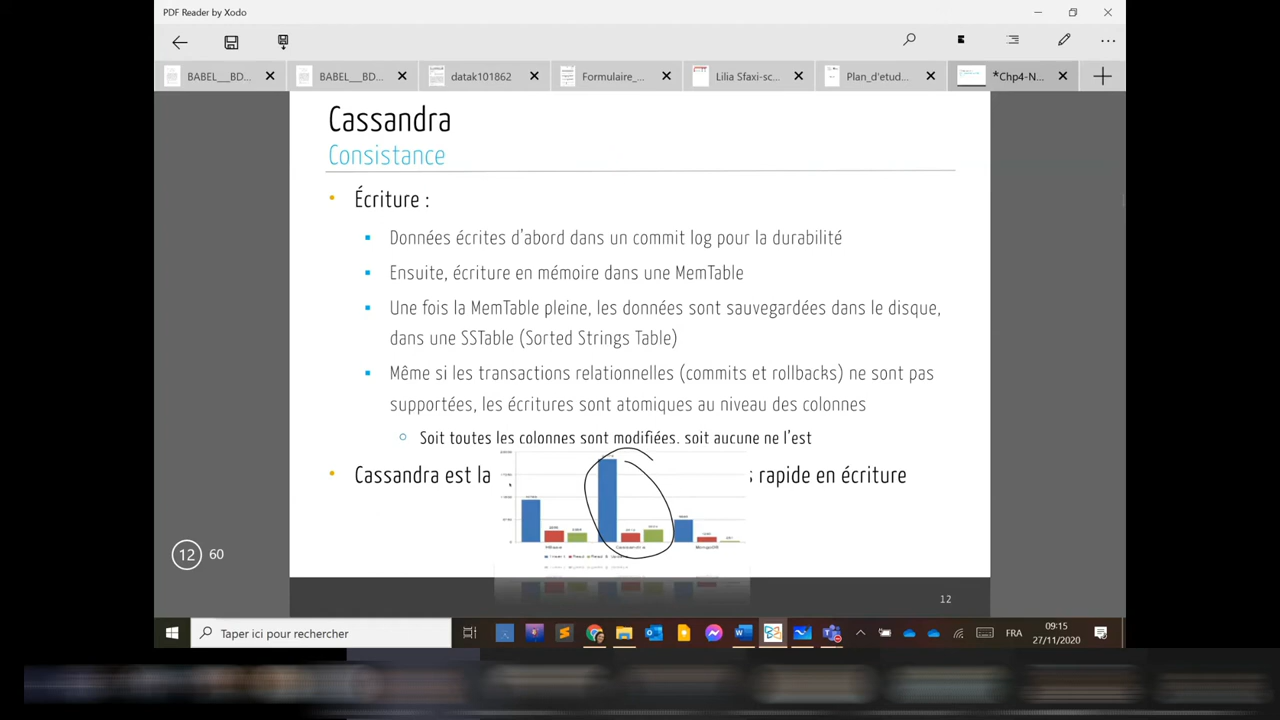 PDF Reader by Xodo
BABEL__BD...
BABEL__BD...
datak101862
Formulaire_...
Lilia Sfaxi-sc...
Plan_d'etud...
*Chp4-N...
Cassandra
Consistance
Écriture :
Données écrites d'abord dans un commit log pour la durabilité
Ensuite, écriture en mémoire dans une MemTable
Une fois la MemTable pleine, les données sont sauvegardées dans le disque,
dans une SSTable (Sorted Strings Table)
Même si les transactions relationnelles (commits et rollbacks) ne sont pas
supportées, les écritures sont atomiques au niveau des colonnes
Soit toutes les colonnes sont modifiées, soit aucune ne l'est
Cassandra est la rapide en écriture
HBase Cassandra MongoDB
12 60
12
Taper ici pour rechercher
FRA
09:15
27/11/2020